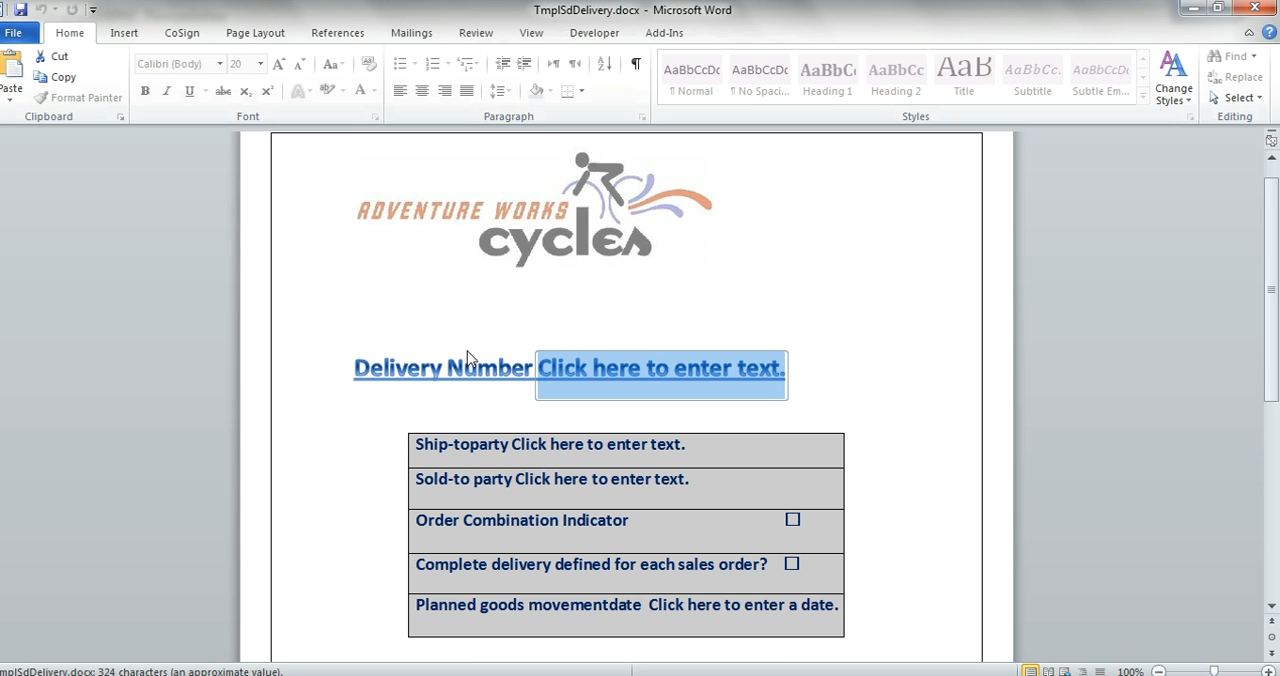 TmplSdDelivery.docx - Microsoft Word
File Home Insert CoSign Page Layout References Mailings Review View Developer Add-Ins
Paste Cut Copy Format Painter
Calibri (Body) 20
AaBbCcDc AaBbCcDc AaBbC AaBbCc AaB AaBbCc. AaBbCcDc
¶ Normal ¶ No Spaci... Heading 1 Heading 2 Title Subtitle Subtle Em...
Change Styles
Find Replace Select
Clipboard Font Paragraph Styles Editing
ADVENTURE WORKS
cycles
Delivery Number Click here to enter text.
Ship-toparty Click here to enter text.
Sold-to party Click here to enter text.
Order Combination Indicator
Complete delivery defined for each sales order?
Planned goods movementdate Click here to enter a date.
mplSdDelivery.docx: 324 characters (an approximate value).
100%